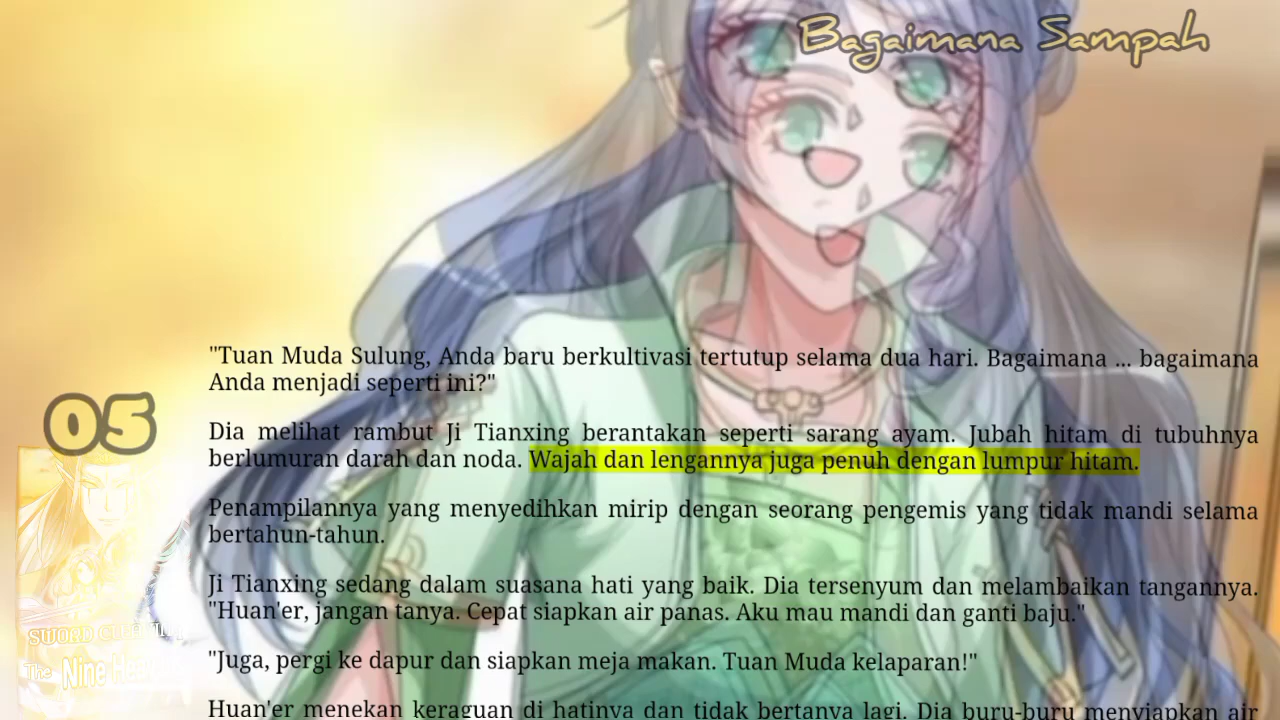 Bagaimana Sampah
"Tuan Muda Sulung, Anda baru berkultivasi tertutup selama dua hari. Bagaimana ... bagaimana
Anda menjadi seperti ini?"
05
Dia melihat rambut Ji Tianxing berantakan seperti sarang ayam. Jubah hitam di tubuhnya
berlumuran darah dan noda. Wajah dan lengannya juga penuh dengan lumpur hitam.
Penampilannya yang menyedihkan mirip dengan seorang pengemis yang tidak mandi selama
bertahun-tahun.
Ji Tianxing sedang dalam suasana hati yang baik. Dia tersenyum dan melambaikan tangannya.
"Huan'er, jangan tanya. Cepat siapkan air panas. Aku mau mandi dan ganti baju."
"Juga, pergi ke dapur dan siapkan meja makan. Tuan Muda kelaparan!"
Huan'er menekan keraguan di hatinya dan tidak bertanya lagi. Dia buru-buru menyiapkan air
SWORD
The Nine